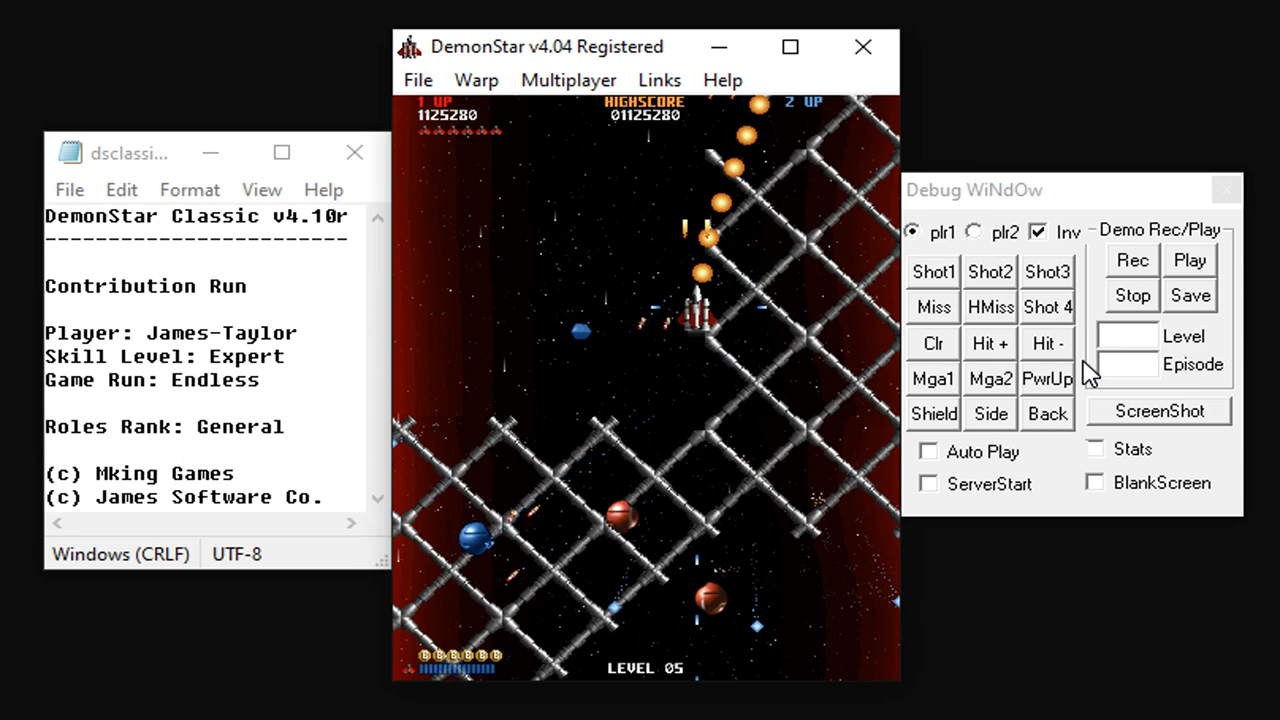 dsclassi...
File Edit Format View Help
DemonStar Classic v4.10r
------------------------
Contribution Run
Player: James-Taylor
Skill Level: Expert
Game Run: Endless
Roles Rank: General
(c) Mking Games
(c) James Software Co.
Windows (CRLF) UTF-8
DemonStar v4.04 Registered
File Warp Multiplayer Links Help
1 UP HIGHSCORE 2 UP
1125280 01125280
B B B B B B
LEVEL 05
Debug WiNdOw
plr1 plr2 Inv
Demo Rec/Play
Shot1 Shot2 Shot3
Miss HMiss Shot 4
Clr Hit + Hit -
Mga1 Mga2 PwrUp
Shield Side Back
Rec Play
Stop Save
Level
Episode
ScreenShot
Auto Play Stats
ServerStart BlankScreen